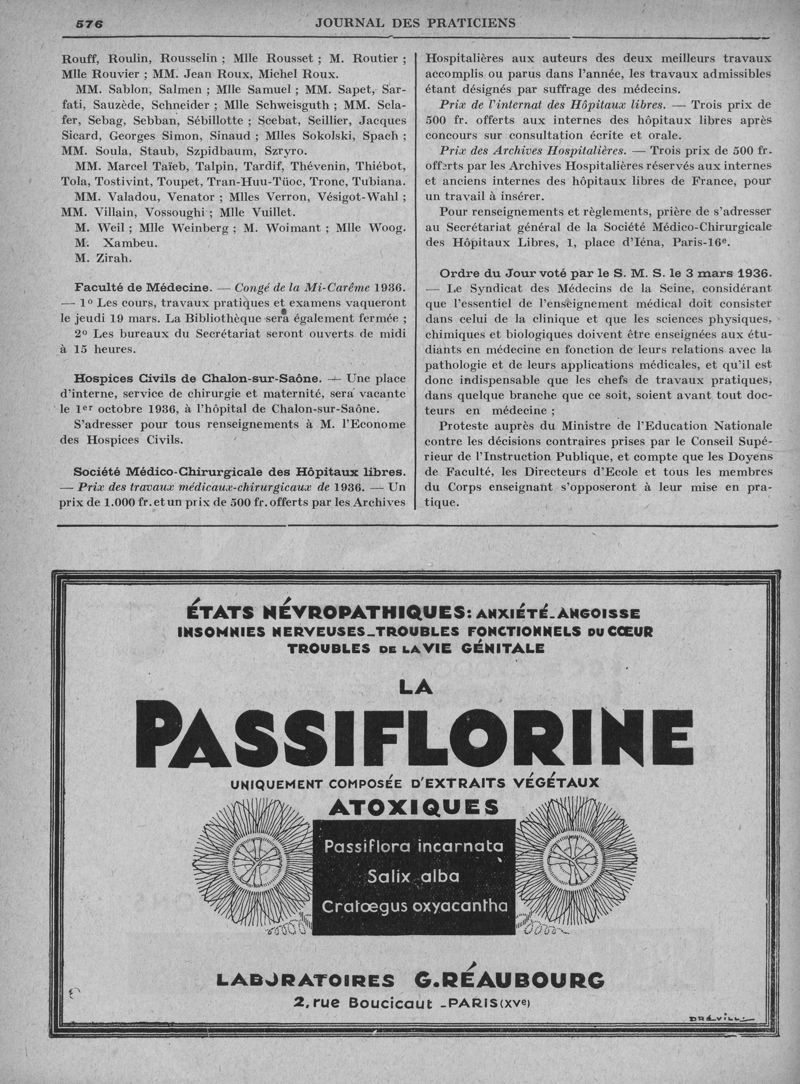 576
JOURNAL DES PRATICIENS
Rouff, Roulin, Rousselin ; Mlle Rousset ; M. Routier ;
Mlle Rouvier ; MM. Jean Roux, Michel Roux.
MM. Sablon, Salmen ; Mlle Samuel ; MM. Sapet, Sar-
fati, Sauzède, Schneider ; Mlle Schweisguth ; MM. Scla-
fer, Sebag, Sebban, Sébillotte ; Scebat, Seillier, Jacques
Sicard, Georges Simon, Sinaud ; Mlles Sokolski, Spach ;
MM. Soula, Staub, Szpidbaum, Szryro.
MM. Marcel Taïeb, Talpin, Tardif, Thévenin, Thiébot,
Tola, Tostivint, Toupet, Tran-Huu-Tüoc, Tronc, Tubiana.
MM. Valadou, Venator ; Mlles Verron, Vésigot-Wahl ;
MM. Villain, Vossoughi ; Mlle Vuillet.
M. Weil ; Mlle Weinberg ; M. Woimant ; Mlle Woog.
M. Xambeu.
M. Zirah.
Faculté de Médecine. — Congé de la Mi-Carême 1936.
— 1º Les cours, travaux pratiques et examens vaqueront
le jeudi 19 mars. La Bibliothèque sera également fermée ;
2º Les bureaux du Secrétariat seront ouverts de midi
à 15 heures.
Hospices Civils de Chalon-sur-Saône. — Une place
d'interne, service de chirurgie et maternité, sera vacante
le 1er octobre 1936, à l'hôpital de Chalon-sur-Saône.
S'adresser pour tous renseignements à M. l'Econome
des Hospices Civils.
Société Médico-Chirurgicale des Hôpitaux libres.
— Prix des travaux médicaux-chirurgicaux de 1936. — Un
prix de 1.000 fr. et un prix de 500 fr. offerts par les Archives
Hospitalières aux auteurs des deux meilleurs travaux
accomplis ou parus dans l'année, les travaux admissibles
étant désignés par suffrage des médecins.
Prix de l'internat des Hôpitaux libres. — Trois prix de
500 fr. offerts aux internes des hôpitaux libres après
concours sur consultation écrite et orale.
Prix des Archives Hospitalières. — Trois prix de 500 fr.
offerts par les Archives Hospitalières réservés aux internes
et anciens internes des hôpitaux libres de France, pour
un travail à insérer.
Pour renseignements et règlements, prière de s'adresser
au Secrétariat général de la Société Médico-Chirurgicale
des Hôpitaux Libres, 1, place d'Iéna, Paris-16e.
Ordre du Jour voté par le S. M. S. le 3 mars 1936.
— Le Syndicat des Médecins de la Seine, considérant
que l'essentiel de l'enseignement médical doit consister
dans celui de la clinique et que les sciences physiques,
chimiques et biologiques doivent être enseignées aux étu-
diants en médecine en fonction de leurs relations avec la
pathologie et de leurs applications médicales, et qu'il est
donc indispensable que les chefs de travaux pratiques,
dans quelque branche que ce soit, soient avant tout doc-
teurs en médecine ;
Proteste auprès du Ministre de l'Education Nationale
contre les décisions contraires prises par le Conseil Supé-
rieur de l'Instruction Publique, et compte que les Doyens
de Faculté, les Directeurs d'Ecole et tous les membres
du Corps enseignant s'opposeront à leur mise en pra-
tique.
ÉTATS NÉVROPATHIQUES: ANXIÉTÉ-ANGOISSE
INSOMNIES NERVEUSES-TROUBLES FONCTIONNELS DU CŒUR
TROUBLES DE LA VIE GÉNITALE
LA
PASSIFLORINE
UNIQUEMENT COMPOSÉE D'EXTRAITS VÉGÉTAUX
ATOXIQUES
Passiflora incarnata
Salix alba
Cratœgus oxyacantha
LABORATOIRES G.RÉAUBOURG
2, rue Boucicaut - PARIS (XVe)
DRÉVILL